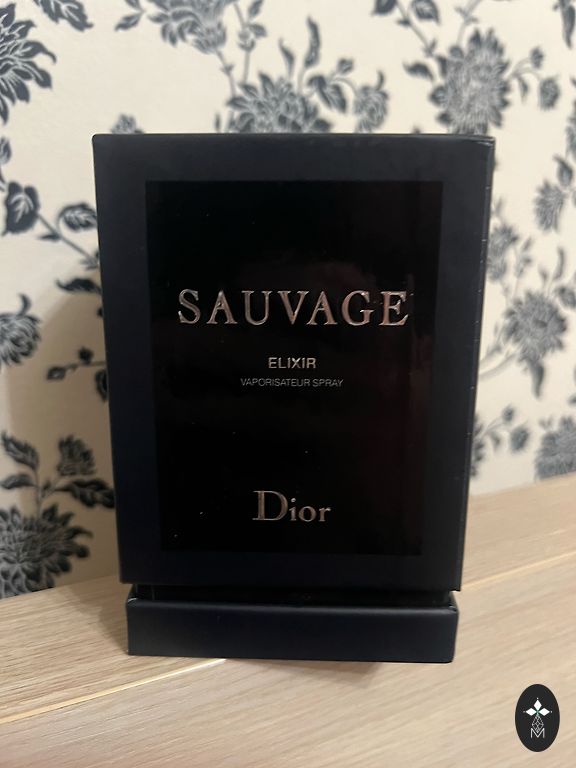 SAUVAGE
ELIXIR
VAPORISATEUR SPRAY
Dior
M